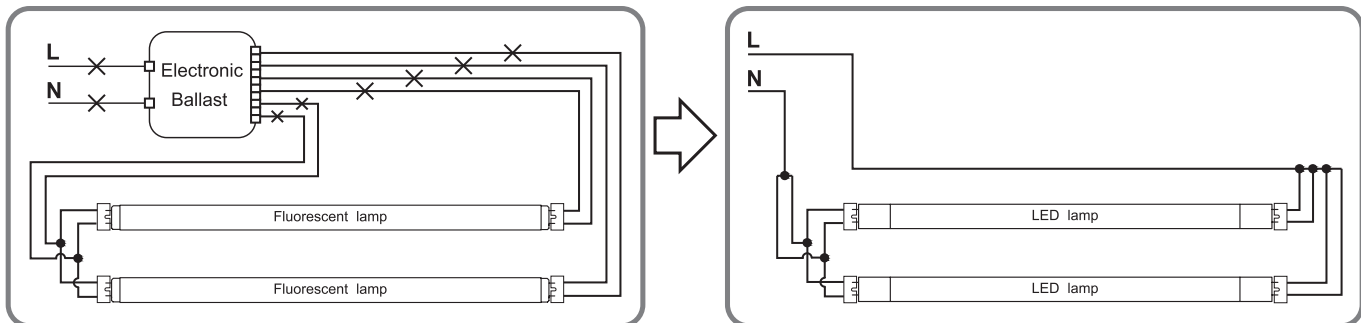 L
N
Electronic
Ballast
Fluorescent lamp
Fluorescent lamp
L
N
LED lamp
LED lamp